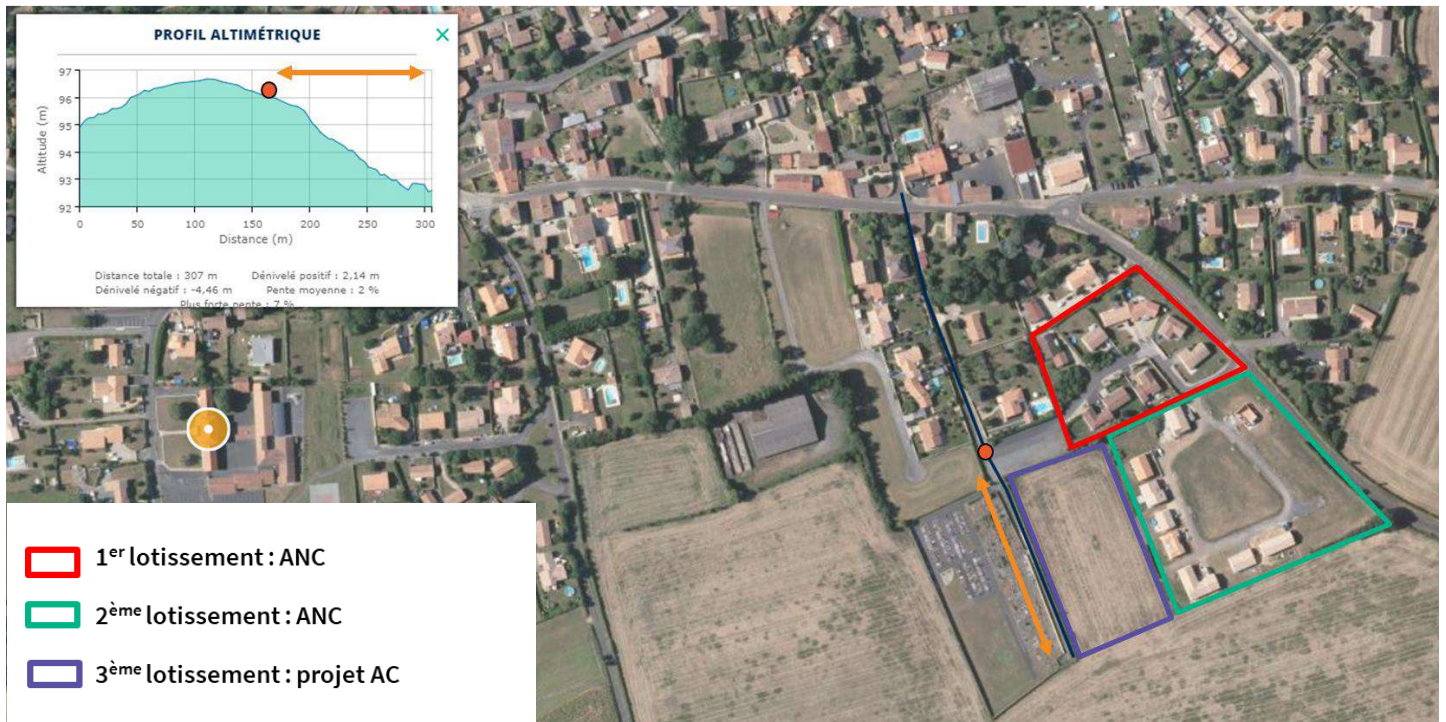 PROFIL ALTIMÉTRIQUE ×
97
96
95
94
93
92
Altitude (m)
0 50 100 150 200 250 300
Distance (m)
Distance totale : 307 m Dénivelé positif : 2,14 m
Dénivelé négatif : -4,46 m Pente moyenne : 2 %
Plus forte pente : 7 %
1er lotissement : ANC
2ème lotissement : ANC
3ème lotissement : projet AC